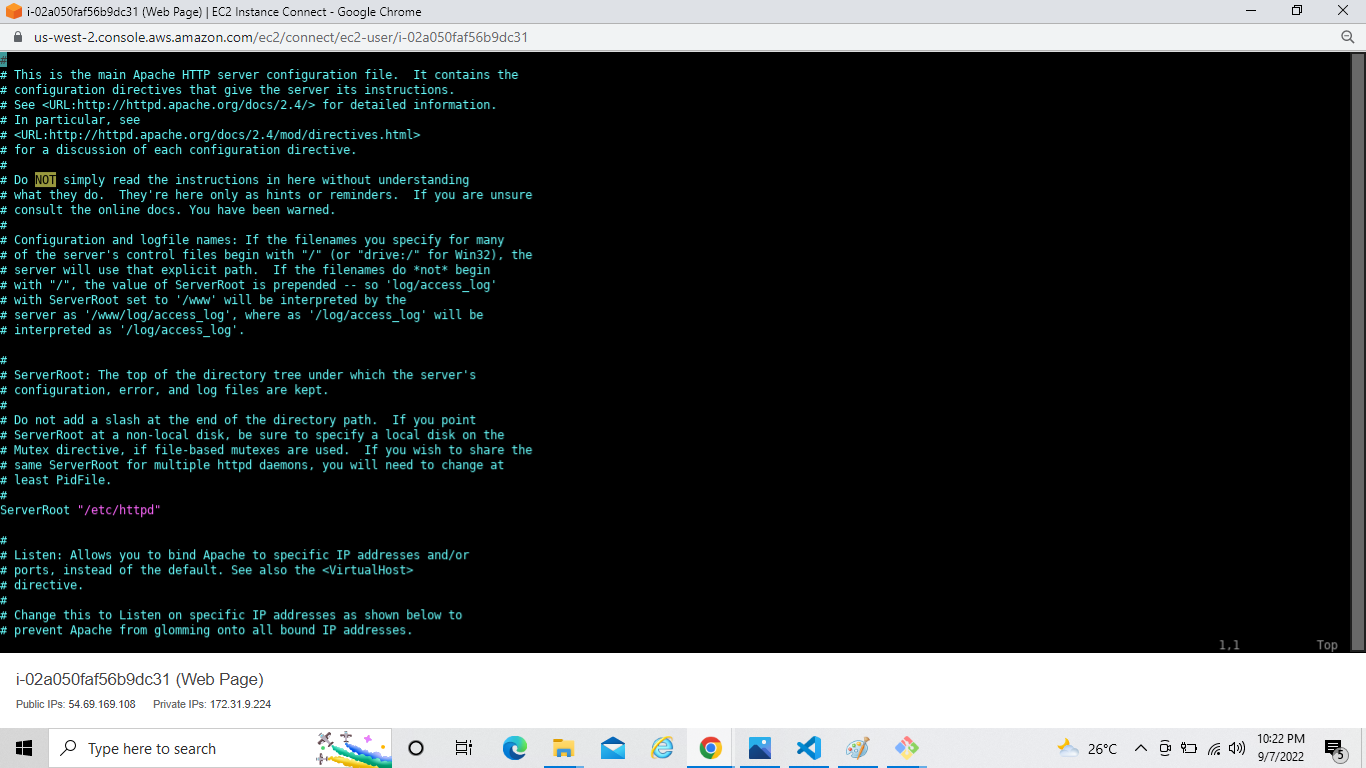 i-02a050faf56b9dc31 (Web Page) | EC2 Instance Connect - Google Chrome
us-west-2.console.aws.amazon.com/ec2/connect/ec2-user/i-02a050faf56b9dc31
#
# This is the main Apache HTTP server configuration file.  It contains the
# configuration directives that give the server its instructions.
# See <URL:http://httpd.apache.org/docs/2.4/> for detailed information.
# In particular, see
# <URL:http://httpd.apache.org/docs/2.4/mod/directives.html>
# for a discussion of each configuration directive.
#
# Do NOT simply read the instructions in here without understanding
# what they do.  They're here only as hints or reminders.  If you are unsure
# consult the online docs. You have been warned.
#
# Configuration and logfile names: If the filenames you specify for many
# of the server's control files begin with "/" (or "drive:/" for Win32), the
# server will use that explicit path.  If the filenames do *not* begin
# with "/", the value of ServerRoot is prepended -- so 'log/access_log'
# with ServerRoot set to '/www' will be interpreted by the
# server as '/www/log/access_log', where as '/log/access_log' will be
# interpreted as '/log/access_log'.
#
# ServerRoot: The top of the directory tree under which the server's
# configuration, error, and log files are kept.
#
# Do not add a slash at the end of the directory path.  If you point
# ServerRoot at a non-local disk, be sure to specify a local disk on the
# Mutex directive, if file-based mutexes are used.  If you wish to share the
# same ServerRoot for multiple httpd daemons, you will need to change at
# least PidFile.
#
ServerRoot "/etc/httpd"
#
# Listen: Allows you to bind Apache to specific IP addresses and/or
# ports, instead of the default. See also the <VirtualHost>
# directive.
#
# Change this to Listen on specific IP addresses as shown below to
# prevent Apache from glomming onto all bound IP addresses.
1,1 Top
i-02a050faf56b9dc31 (Web Page)
Public IPs: 54.69.169.108 Private IPs: 172.31.9.224
Type here to search
26°C
10:22 PM
9/7/2022
5